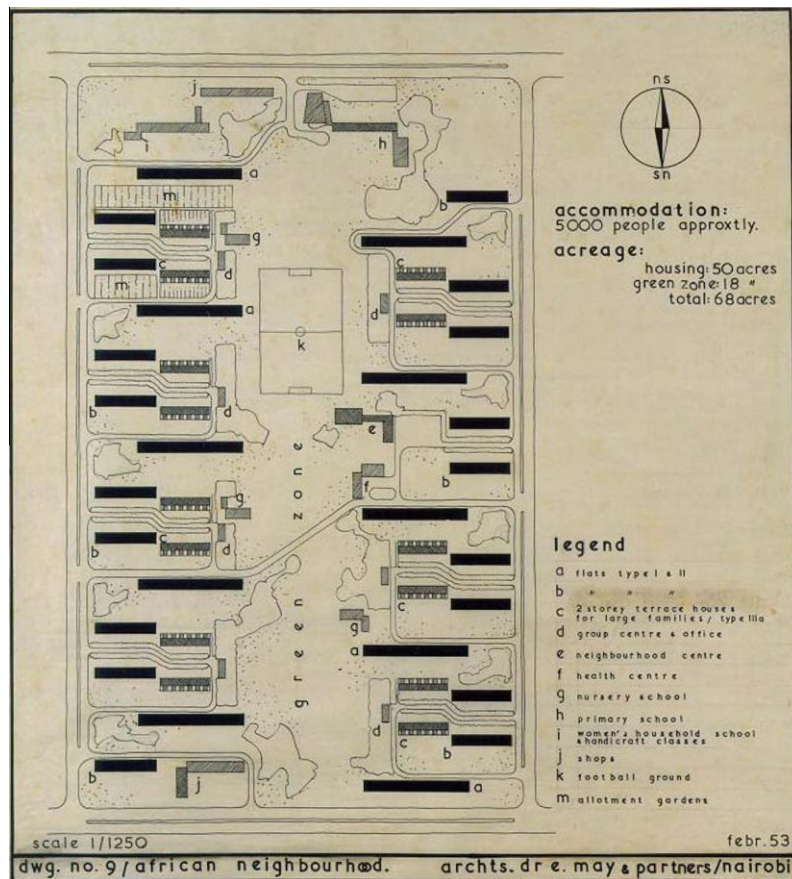 j
i
h
a
m
b
g
c
d
c
m
a
k
d
b
d
e
b
f
g
c
b
d
green zone
c
g
a
d
c
b
b
j
a
ns
sn
accommodation:
5000 people approxtly.
acreage:
housing: 50 acres
green zone: 18 "
total: 68 acres
legend
a flats type I & II
b " " "
c 2 storey terrace houses
for large families / type IIIa
d group centre & office
e neighbourhood centre
f health centre
g nursery school
h primary school
i women's household school
& handicraft classes
j shops
k football ground
m allotment gardens
scale 1/1250
febr. 53
dwg. no. 9 / african neighbourhood. archts. dr e. may & partners/nairobi